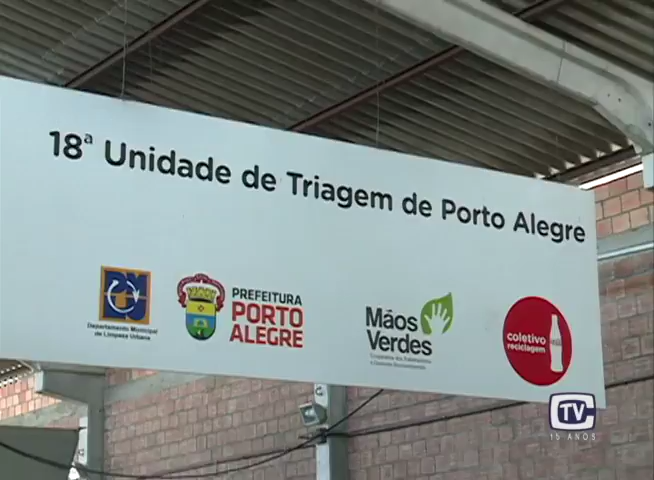 18ª Unidade de Triagem de Porto Alegre
Departamento Municipal
de Limpeza Urbana
PREFEITURA
PORTO
ALEGRE
Mãos
Verdes
coletivo
reciclagem
CTV
15 ANOS